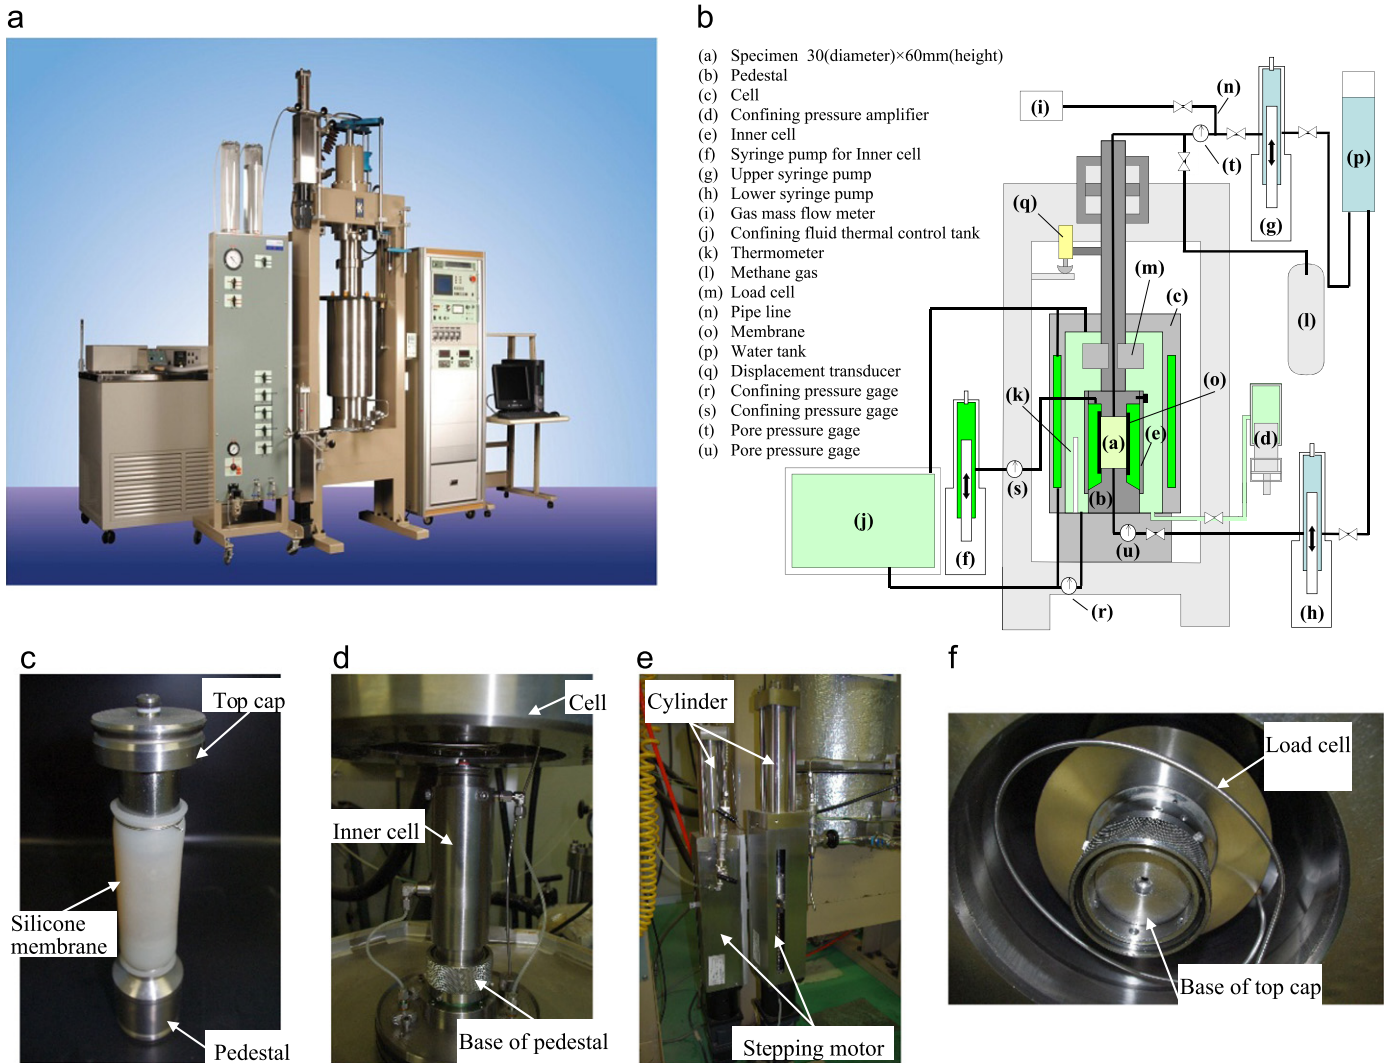 a
b
(a) Specimen 30(diameter)×60mm(height)
(b) Pedestal
(c) Cell
(d) Confining pressure amplifier
(e) Inner cell
(f) Syringe pump for Inner cell
(g) Upper syringe pump
(h) Lower syringe pump
(i) Gas mass flow meter
(j) Confining fluid thermal control tank
(k) Thermometer
(l) Methane gas
(m) Load cell
(n) Pipe line
(o) Membrane
(p) Water tank
(q) Displacement transducer
(r) Confining pressure gage
(s) Confining pressure gage
(t) Pore pressure gage
(u) Pore pressure gage
(n)
(i)
(t)
(p)
(q)
(g)
(m)
(c)
(l)
(o)
(k)
(a)
(e)
(d)
(s)
(b)
(j)
(u)
(f)
(r)
(h)
c
Top cap
Silicone
membrane
Pedestal
d
Cell
Inner cell
Base of pedestal
e
Cylinder
Stepping motor
f
Load cell
Base of top cap